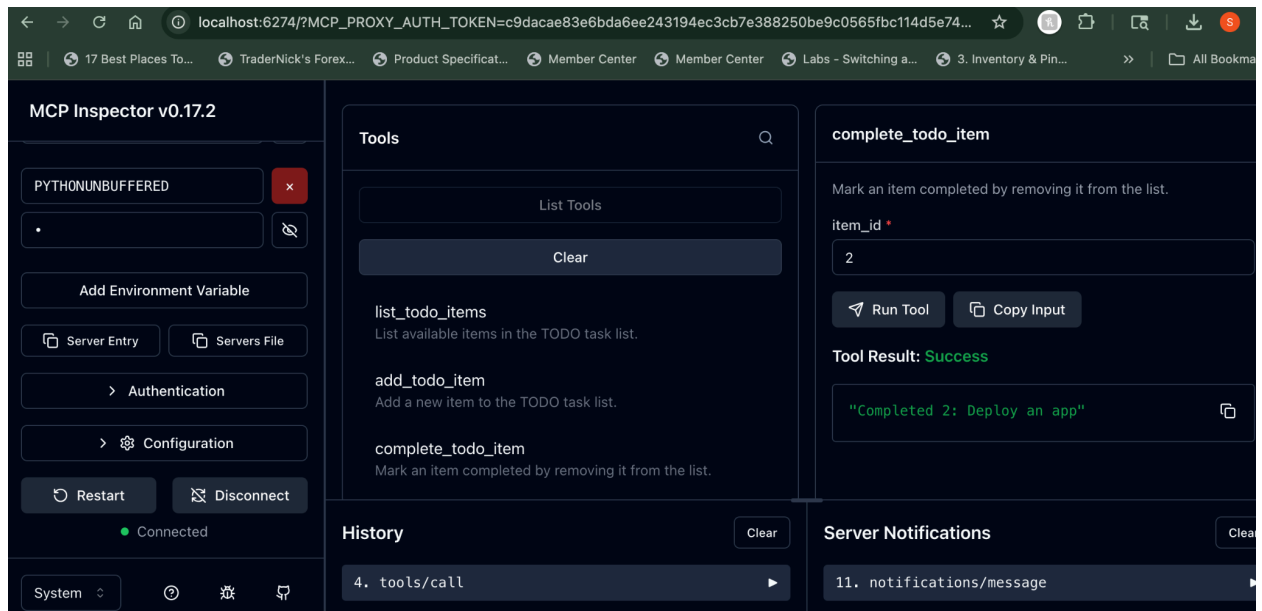 localhost:6274/?MCP_PROXY_AUTH_TOKEN=c9dacae83e6bda6ee243194ec3cb7e388250be9c0565fbc114d5e74...
S
17 Best Places To...
TraderNick's Forex...
Product Specificat...
Member Center
Member Center
Labs - Switching a...
3. Inventory & Pin...
>>
All Bookma
MCP Inspector v0.17.2
PYTHONUNBUFFERED
×
•
Add Environment Variable
Server Entry
Servers File
> Authentication
> Configuration
Restart
Disconnect
Connected
System
Tools
List Tools
Clear
list_todo_items
List available items in the TODO task list.
add_todo_item
Add a new item to the TODO task list.
complete_todo_item
Mark an item completed by removing it from the list.
complete_todo_item
Mark an item completed by removing it from the list.
item_id *
2
Run Tool
Copy Input
Tool Result: Success
"Completed 2: Deploy an app"
History
Clear
4. tools/call
Server Notifications
Clear
11. notifications/message